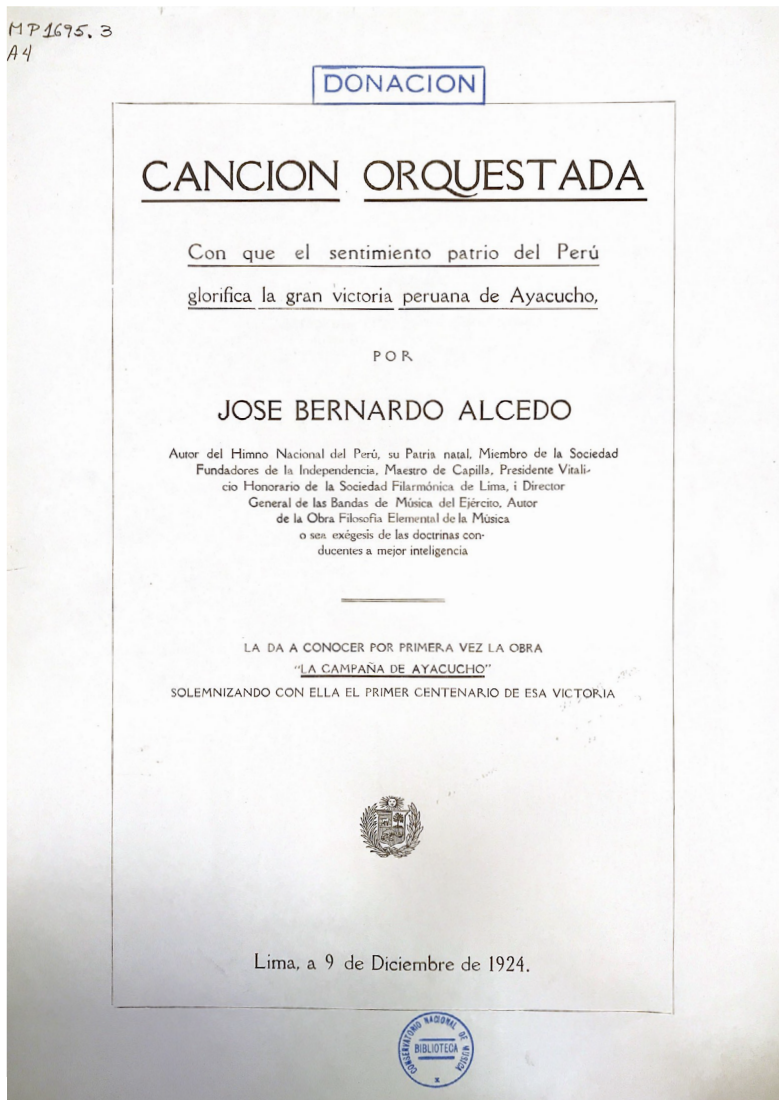 MP1695.3
A4
DONACION
CANCION ORQUESTADA
Con que el sentimiento patrio del Perú
glorifica la gran victoria peruana de Ayacucho,
POR
JOSE BERNARDO ALCEDO
Autor del Himno Nacional del Perú, su Patria natal, Miembro de la Sociedad
Fundadores de la Independencia, Maestro de Capilla, Presidente Vitali-
cio Honorario de la Sociedad Filarmónica de Lima, i Director
General de las Bandas de Música del Ejército, Autor
de la Obra Filosofía Elemental de la Música
o sea exégesis de las doctrinas con-
ducentes a mejor inteligencia
LA DA A CONOCER POR PRIMERA VEZ LA OBRA
"LA CAMPAÑA DE AYACUCHO"
SOLEMNIZANDO CON ELLA EL PRIMER CENTENARIO DE ESA VICTORIA
Lima, a 9 de Diciembre de 1924.
CONSERVATORIO NACIONAL DE MUSICA
BIBLIOTECA